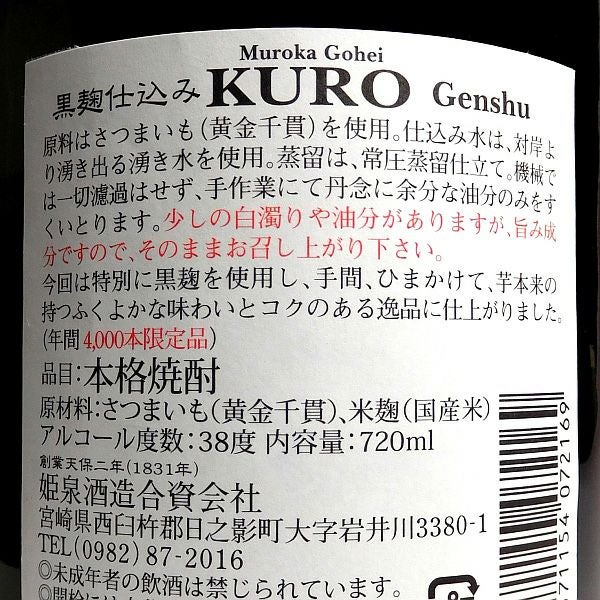 Muroka Gohei
黒麹仕込み KURO Genshu
原料はさつまいも(黄金千貫)を使用。仕込み水は、対岸よ
り湧き出る湧き水を使用。蒸留は、常圧蒸留仕立て。機械で
は一切濾過はせず、手作業にて丹念に余分な油分のみをす
くいとります。少しの白濁りや油分がありますが、旨み成
分ですので、そのままお召し上がり下さい。
今回は特別に黒麹を使用し、手間、ひまかけて、芋本来の
持つふくよかな味わいとコクのある逸品に仕上がりました。
(年間4,000本限定品)
品目:本格焼酎
原材料:さつまいも(黄金千貫)、米麹(国産米)
アルコール度数:38度 内容量:720ml
創業天保二年(1831年)
姫泉酒造合資会社
宮崎県西臼杵郡日之影町大字岩井川3380-1
TEL(0982)87-2016
◎未成年者の飲酒は禁じられています。